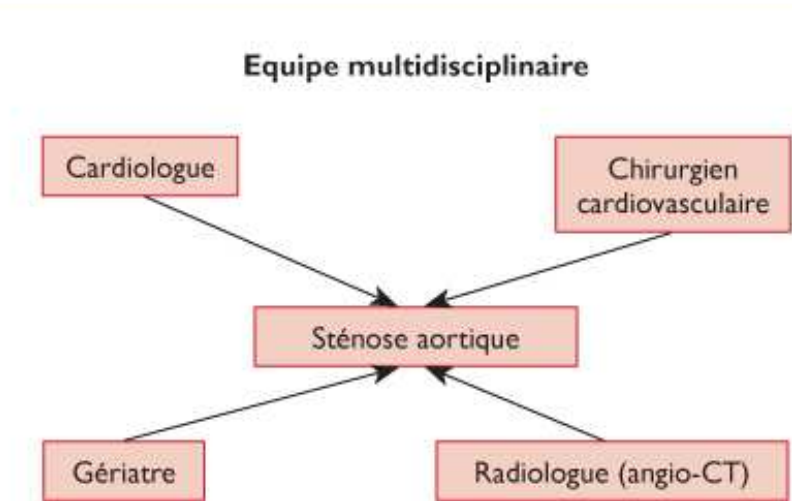 Equipe multidisciplinaire
Cardiologue
Chirurgien
cardiovasculaire
Sténose aortique
Gériatre
Radiologue (angio-CT)